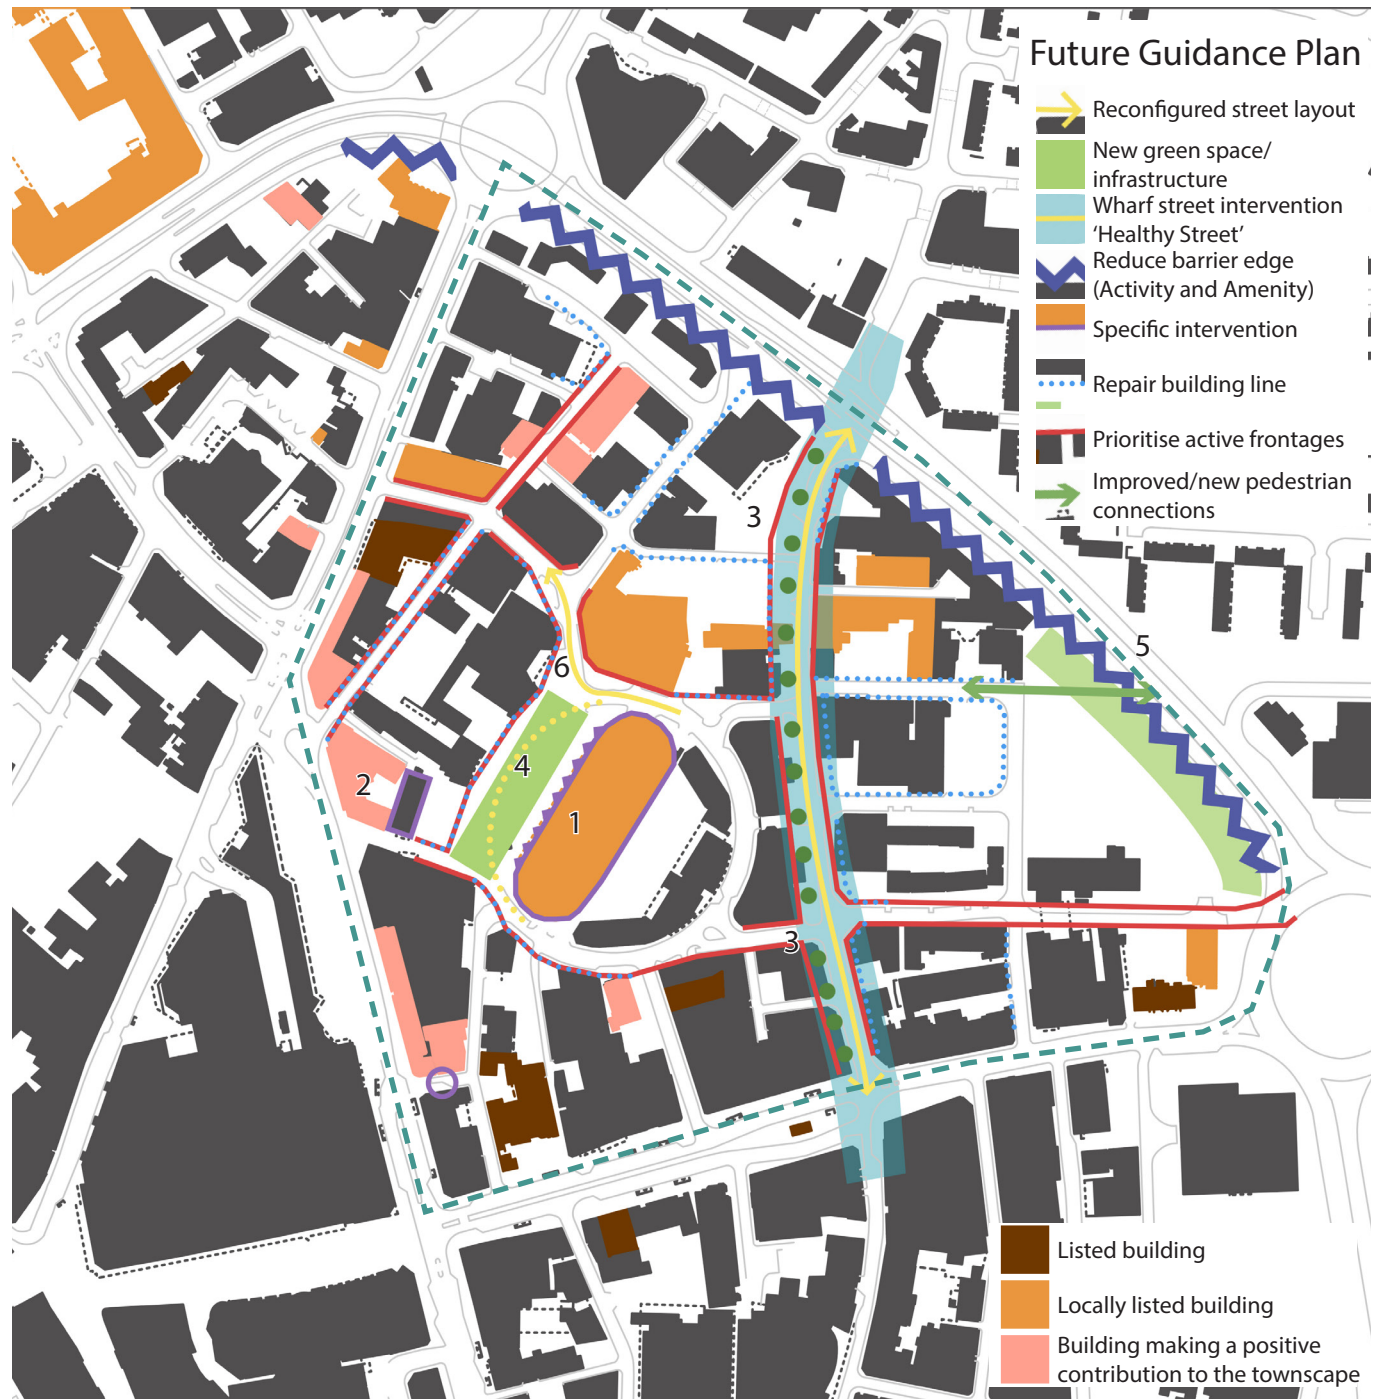 Future Guidance Plan
Reconfigured street layout
New green space/
infrastructure
Wharf street intervention
'Healthy Street'
Reduce barrier edge
(Activity and Amenity)
Specific intervention
Repair building line
Prioritise active frontages
Improved/new pedestrian
connections
3
5
6
4
2
1
3
Listed building
Locally listed building
Building making a positive
contribution to the townscape